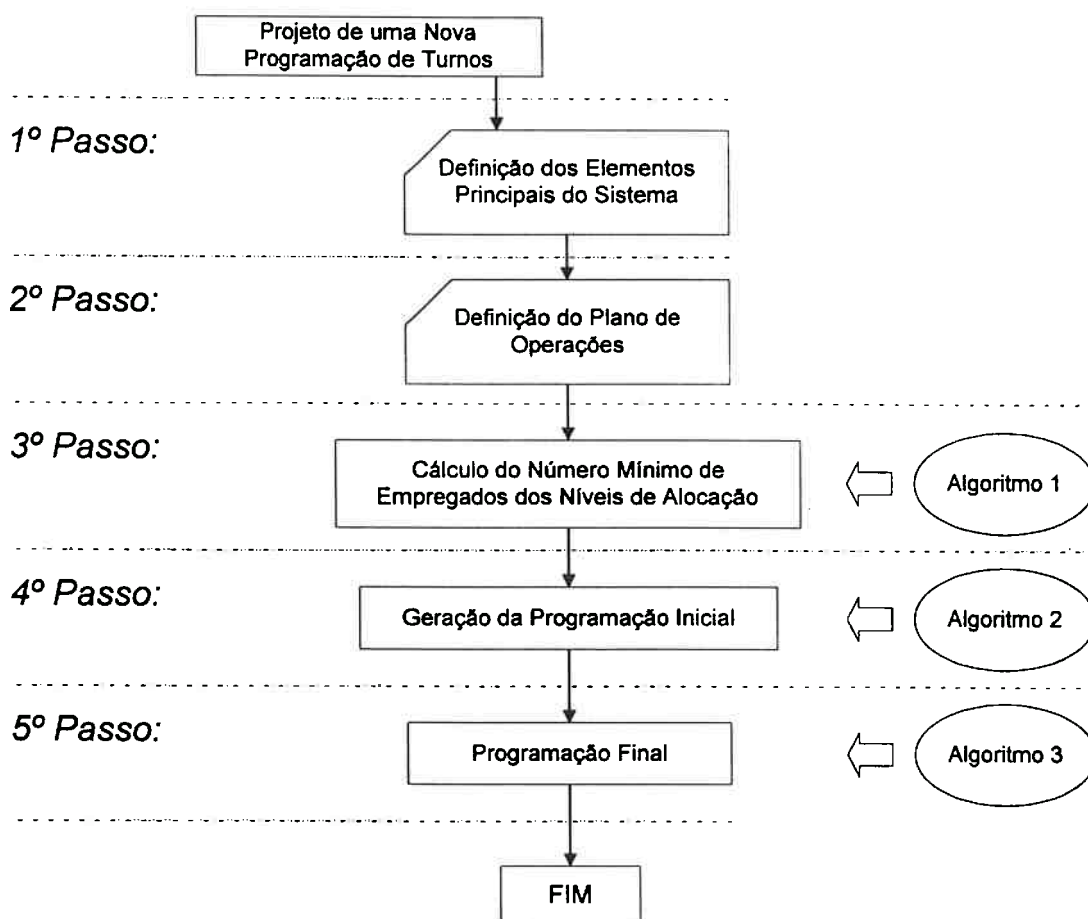 Projeto de uma Nova
Programação de Turnos
1º Passo:
Definição dos Elementos
Principais do Sistema
2º Passo:
Definição do Plano de
Operações
3º Passo:
Cálculo do Número Mínimo de
Empregados dos Níveis de Alocação
Algoritmo 1
4º Passo:
Geração da Programação Inicial
Algoritmo 2
5º Passo:
Programação Final
Algoritmo 3
FIM